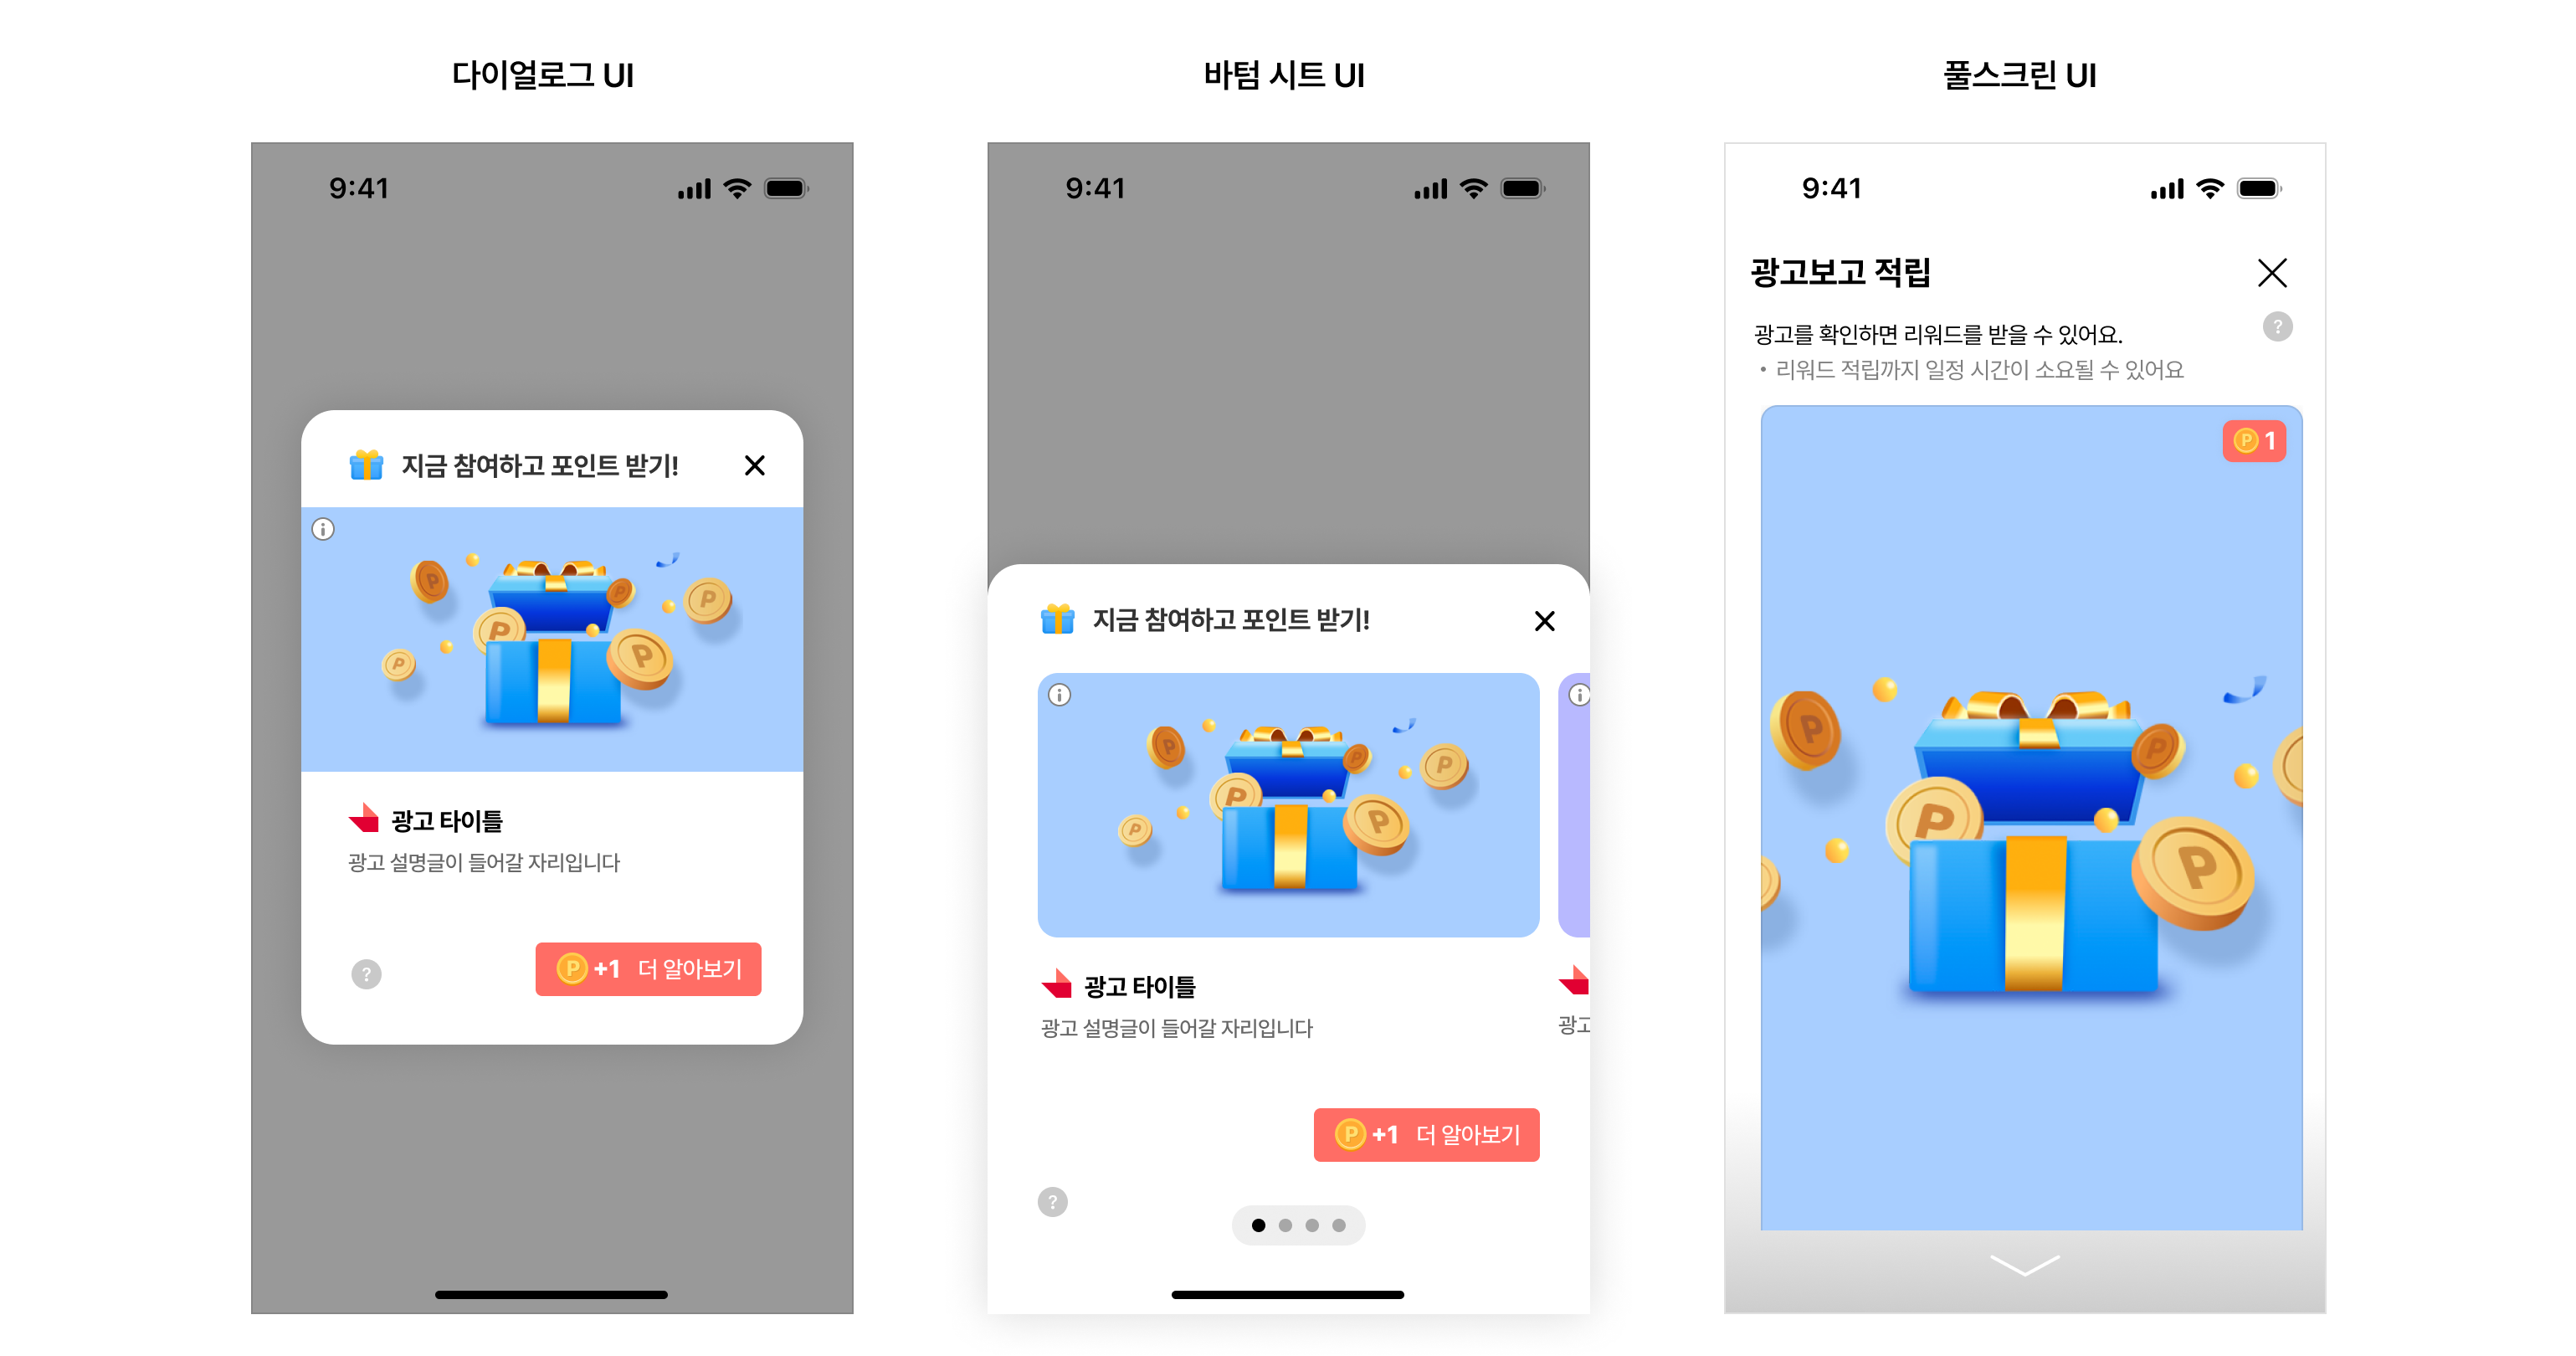 다이얼로그 UI
바텀 시트 UI
풀스크린 UI
9:41
지금 참여하고 포인트 받기!
광고 타이틀
광고 설명글이 들어갈 자리입니다
?
P +1 더 알아보기
9:41
지금 참여하고 포인트 받기!
광고 타이틀
광고 설명글이 들어갈 자리입니다
광고
P +1 더 알아보기
?
9:41
광고보고 적립
광고를 확인하면 리워드를 받을 수 있어요.
?
• 리워드 적립까지 일정 시간이 소요될 수 있어요
P 1